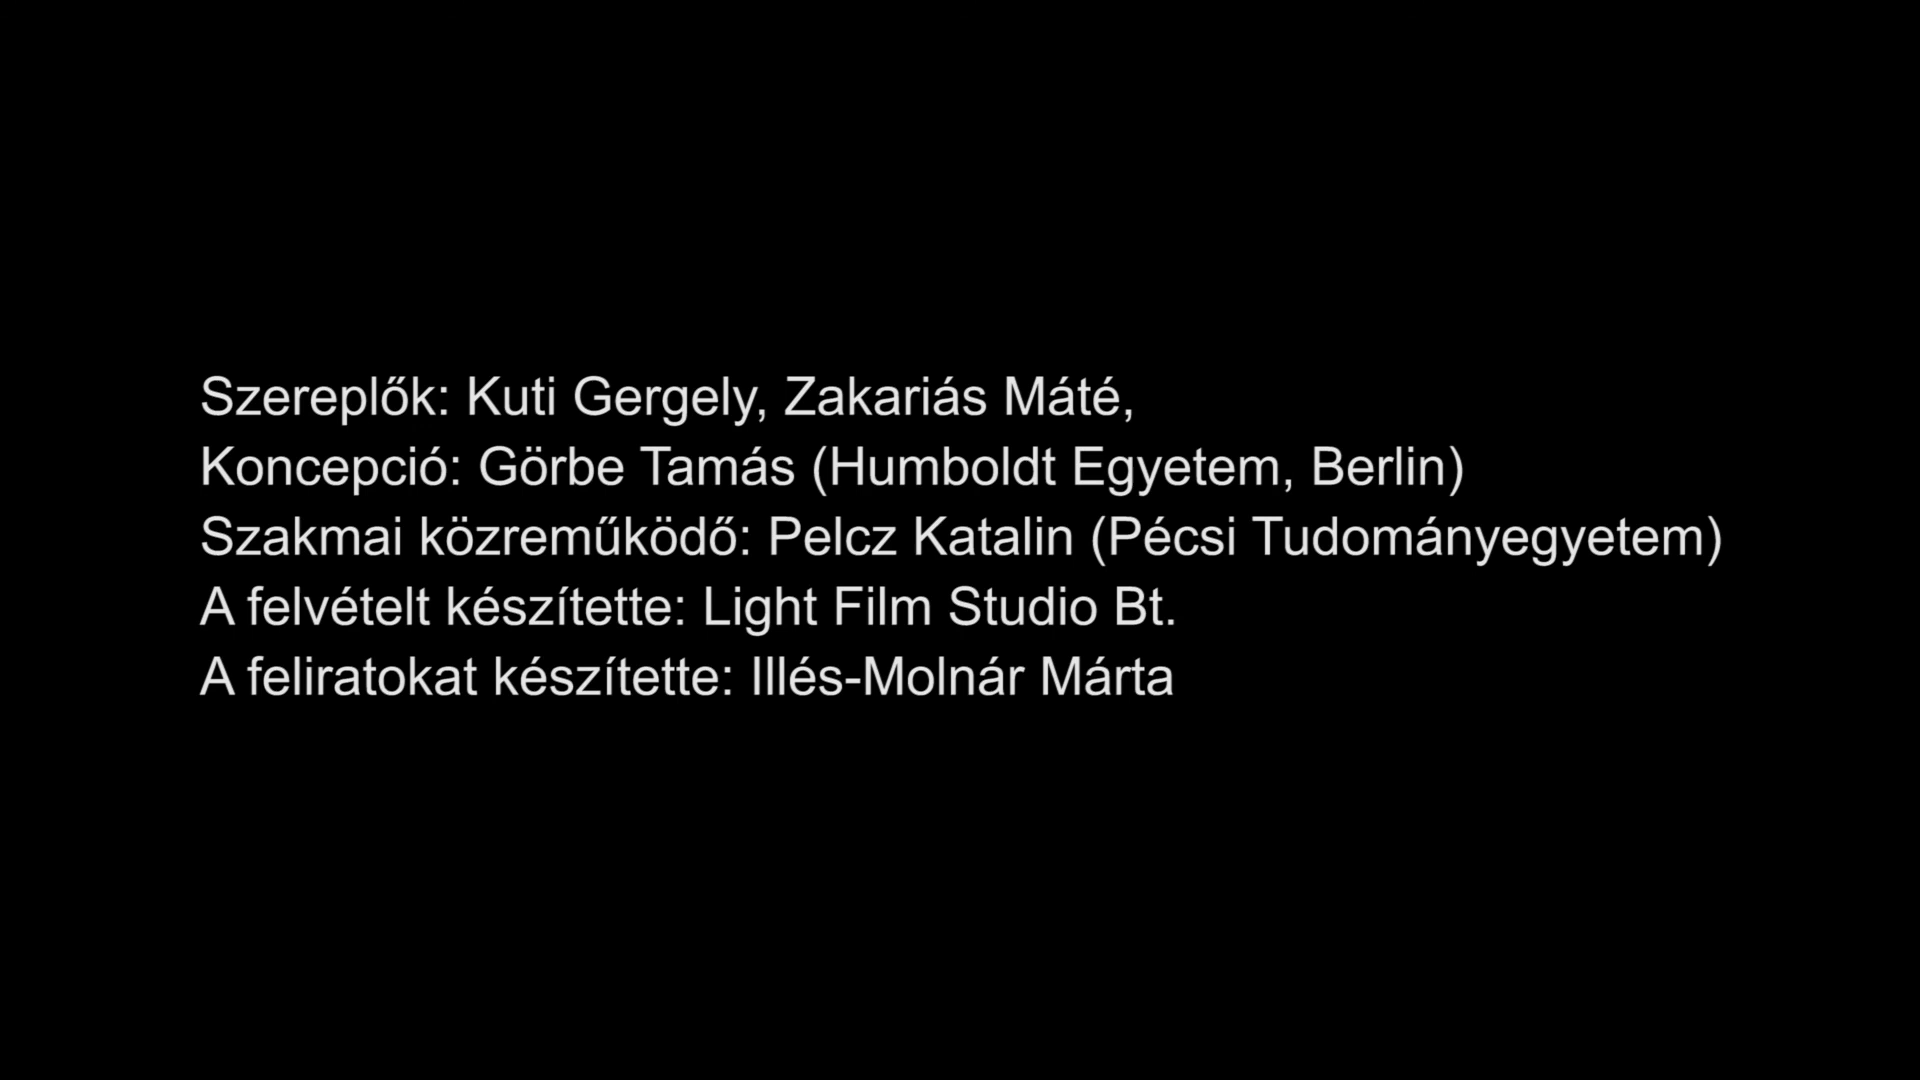 Szereplők: Kuti Gergely, Zakariás Máté,
Koncepció: Görbe Tamás (Humboldt Egyetem, Berlin)
Szakmai közreműködő: Pelcz Katalin (Pécsi Tudományegyetem)
A felvételt készítette: Light Film Studio Bt.
A feliratokat készítette: Illés-Molnár Márta